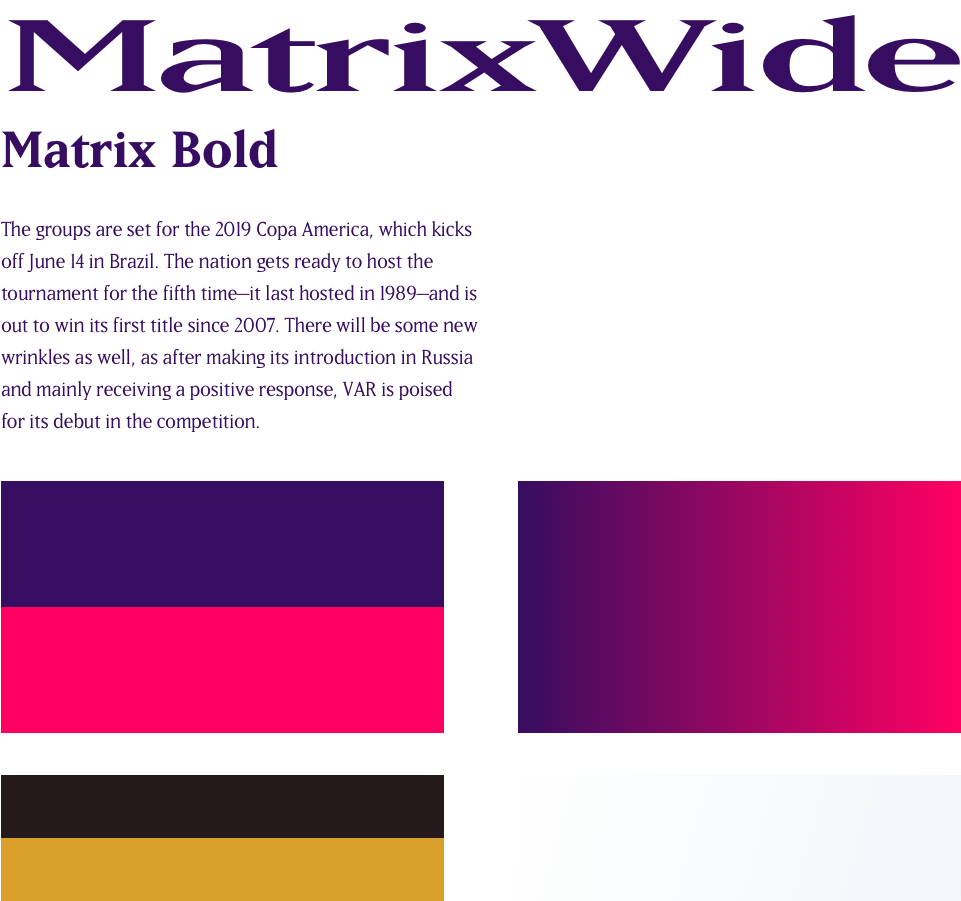 MatrixWide
Matrix Bold
The groups are set for the 2019 Copa America, which kicks
off June 14 in Brazil. The nation gets ready to host the
tournament for the fifth time—it last hosted in 1989—and is
out to win its first title since 2007. There will be some new
wrinkles as well, as after making its introduction in Russia
and mainly receiving a positive response, VAR is poised
for its debut in the competition.